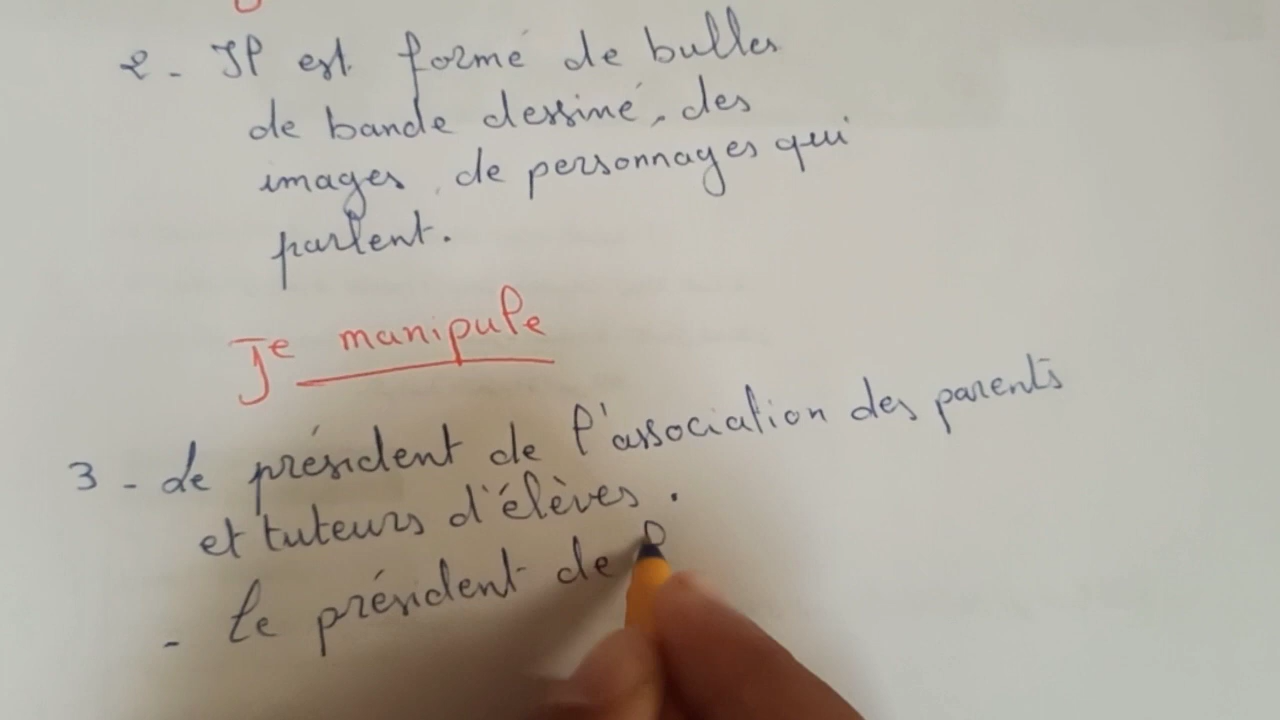 2 - Il est formé de bulles
de bande dessiné, des
images, de personnages qui
parlent.
Je manipule
3 - Le président de l'association des parents
et tuteurs d'élèves.
- Le président de l